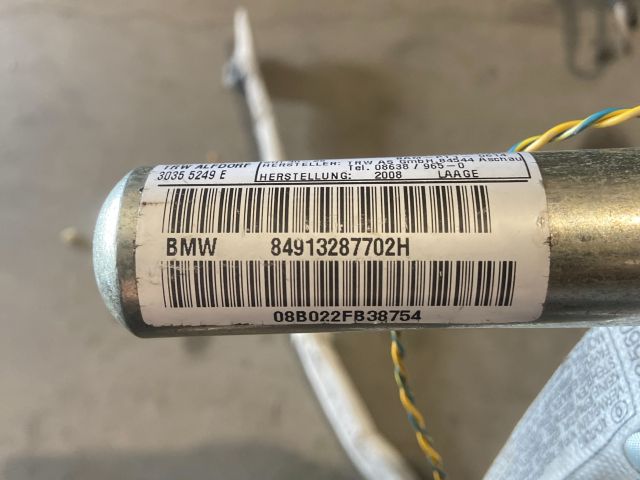 TRW ALFDORF
3035 5249 E
HERSTELLER: TRW AS GmbH, 84544 Aschau
Tel. 08638 / 965-0
HERSTELLUNG: 2008 LAAGE
BMW 84913287702H
08B022FB38754